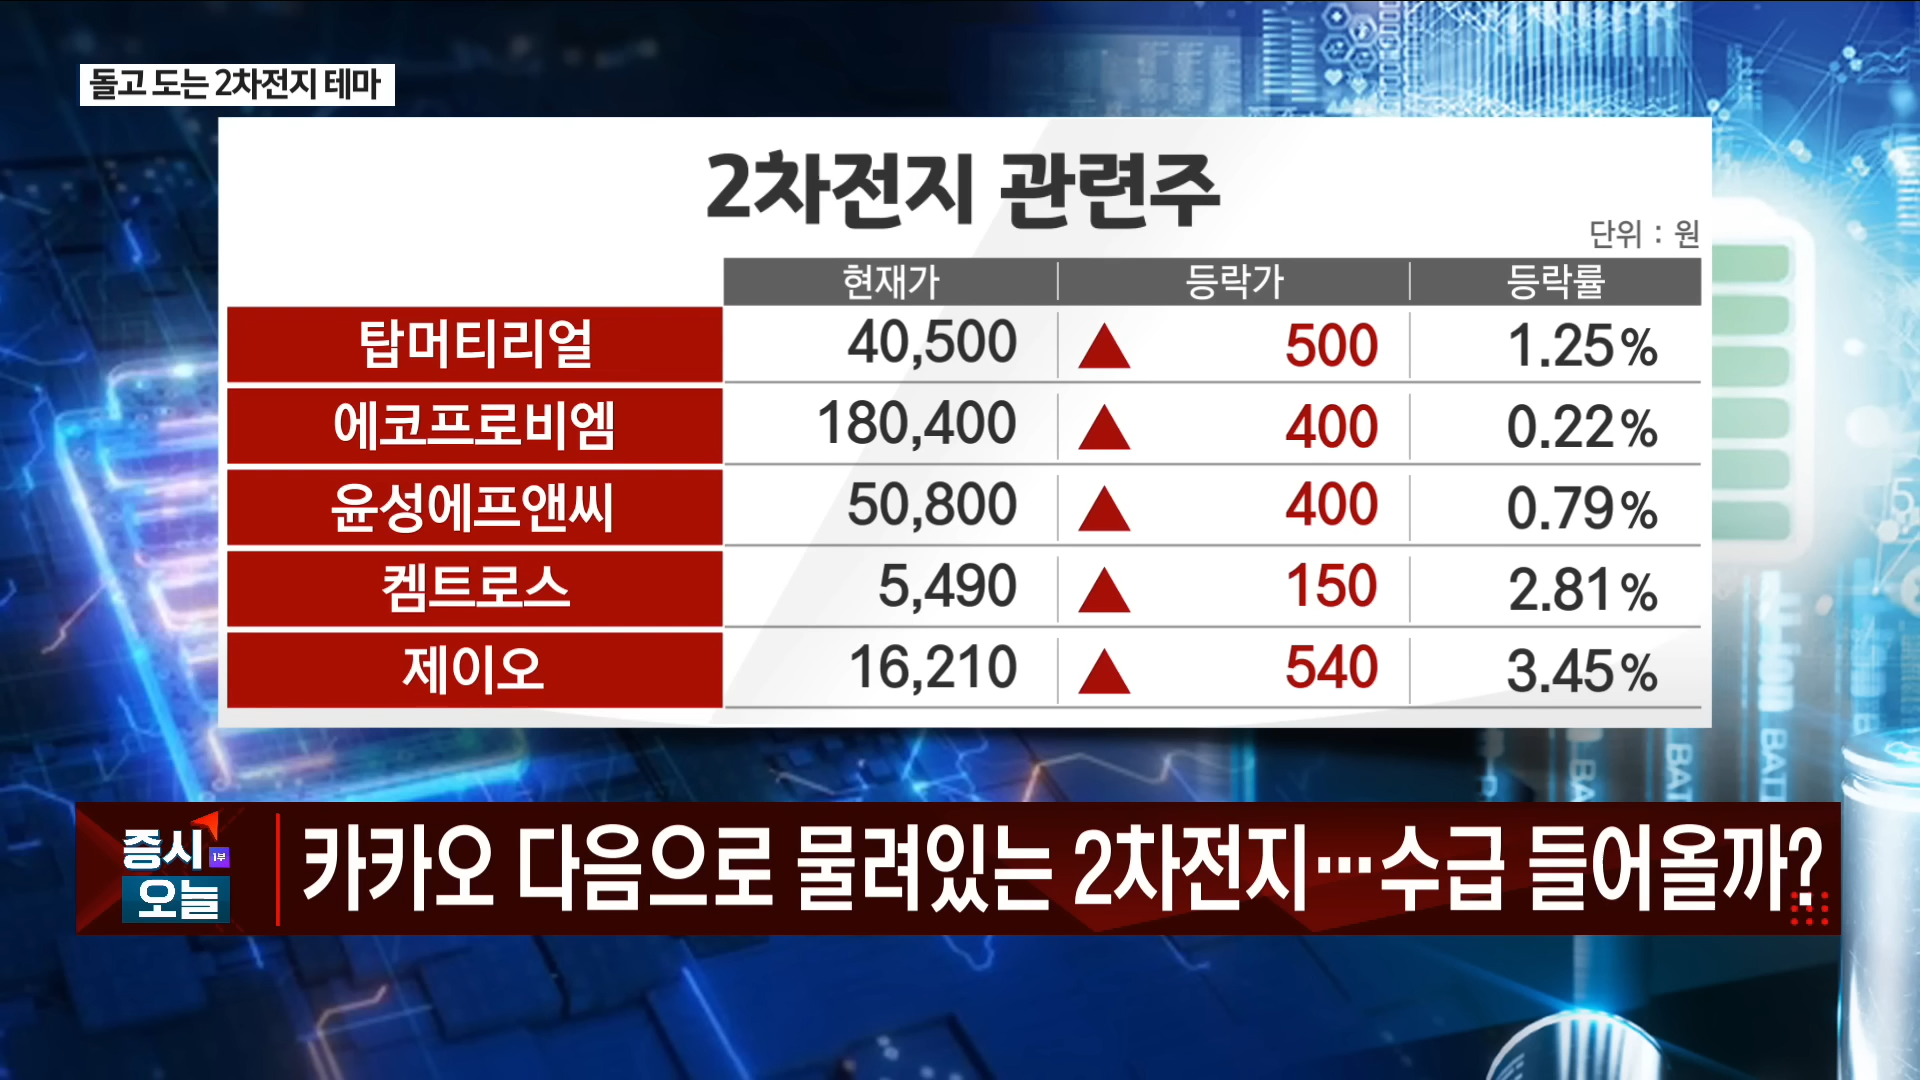 돌고 도는 2차전지 테마
2차전지 관련주
단위 : 원
현재가 등락가 등락률
탑머티리얼 40,500 ▲ 500 1.25%
에코프로비엠 180,400 ▲ 400 0.22%
윤성에프앤씨 50,800 ▲ 400 0.79%
켐트로스 5,490 ▲ 150 2.81%
제이오 16,210 ▲ 540 3.45%
증시 1부
오늘
카카오 다음으로 물려있는 2차전지…수급 들어올까?